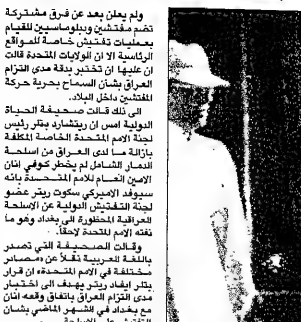 ولم يعلن بعد عن فرق مشتركة
تضم مفتشين ودبلوماسيين للقيام
بعمليات تفتيش خاصة للمواقع
الرئاسية الا ان الولايات المتحدة قالت
ان عليها ان تختبر بدقة مدى التزام
العراق بشأن السماح بحرية حركة
المفتشين داخل البلاد.
الى ذلك قالت صحيفة الحياة
الدولية امس ان ريتشارد بتلر رئيس
لجنة الامم المتحدة الخاصة المكلفة
بازالة ما لدى العراق من اسلحة
الدمار الشامل لم يخطر كوفي انان
الامين العام للامم المتحدة بانه
سيوفد الاميركي سكوت ريتر عضو
لجنة التفتيش الدولية عن الاسلحة
العراقية المحظورة الى بغداد وهو ما
نفته الامم المتحدة لاحقاً.
وقالت الصحيفة التي تصدر
باللغة العربية نقلاً عن «مصادر
مختلفة في الامم المتحدة» ان قرار
بتلر ايفاد ريتر يهدف الى اختبار
مدى التزام العراق باتفاق وقعه انان
مع بغداد في الشهر الماضي بشأن